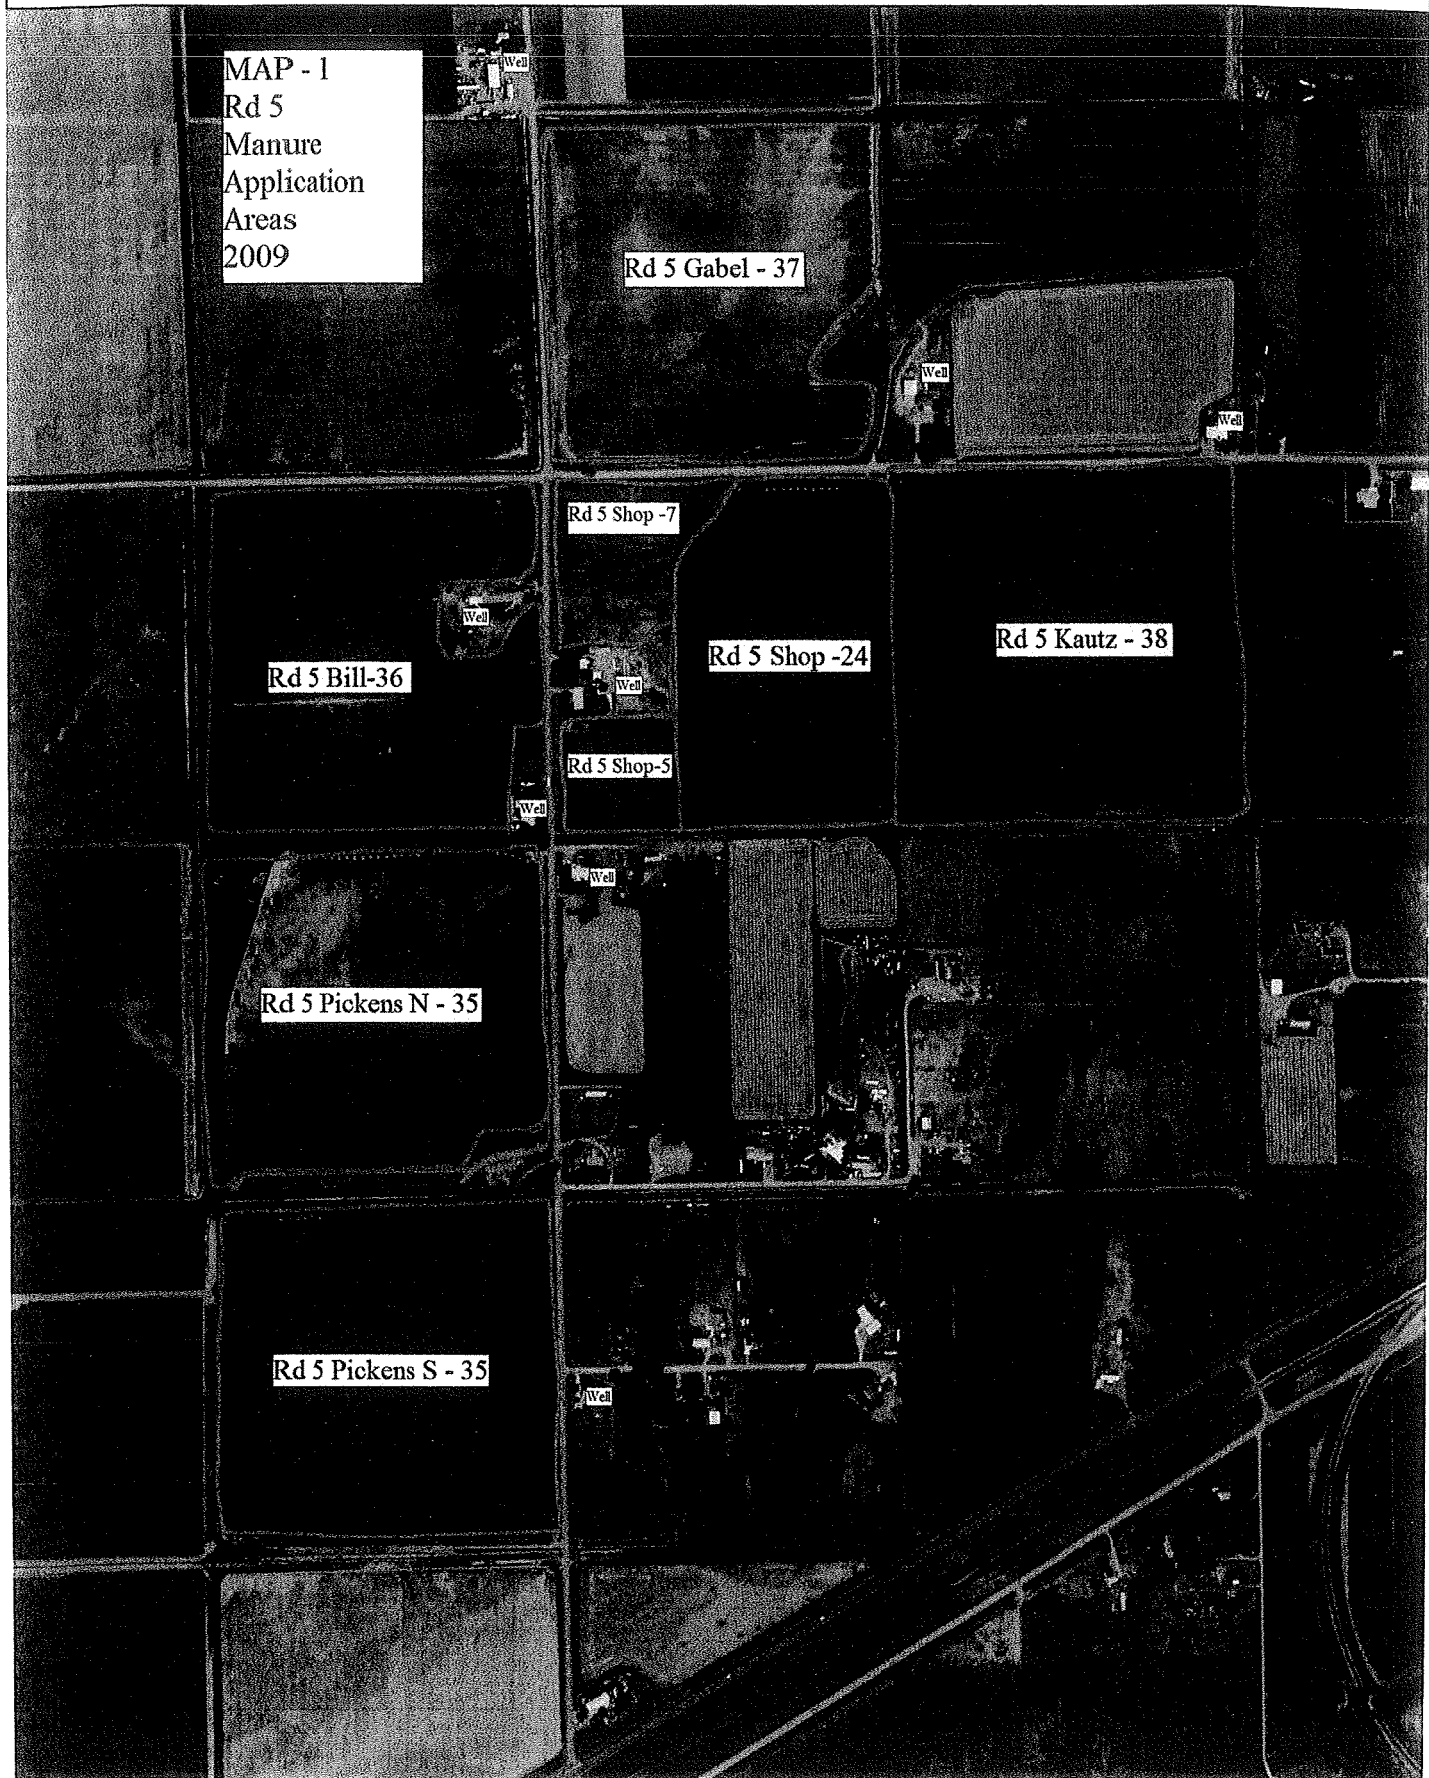 MAP - 1
Rd 5
Manure
Application
Areas
2009
Well
Rd 5 Gabel - 37
Well
Well
Rd 5 Shop -7
Well
Rd 5 Shop -24
Rd 5 Kautz - 38
Rd 5 Bill-36
Well
Rd 5 Shop-5
Well
Well
Rd 5 Pickens N - 35
Rd 5 Pickens S - 35
Well